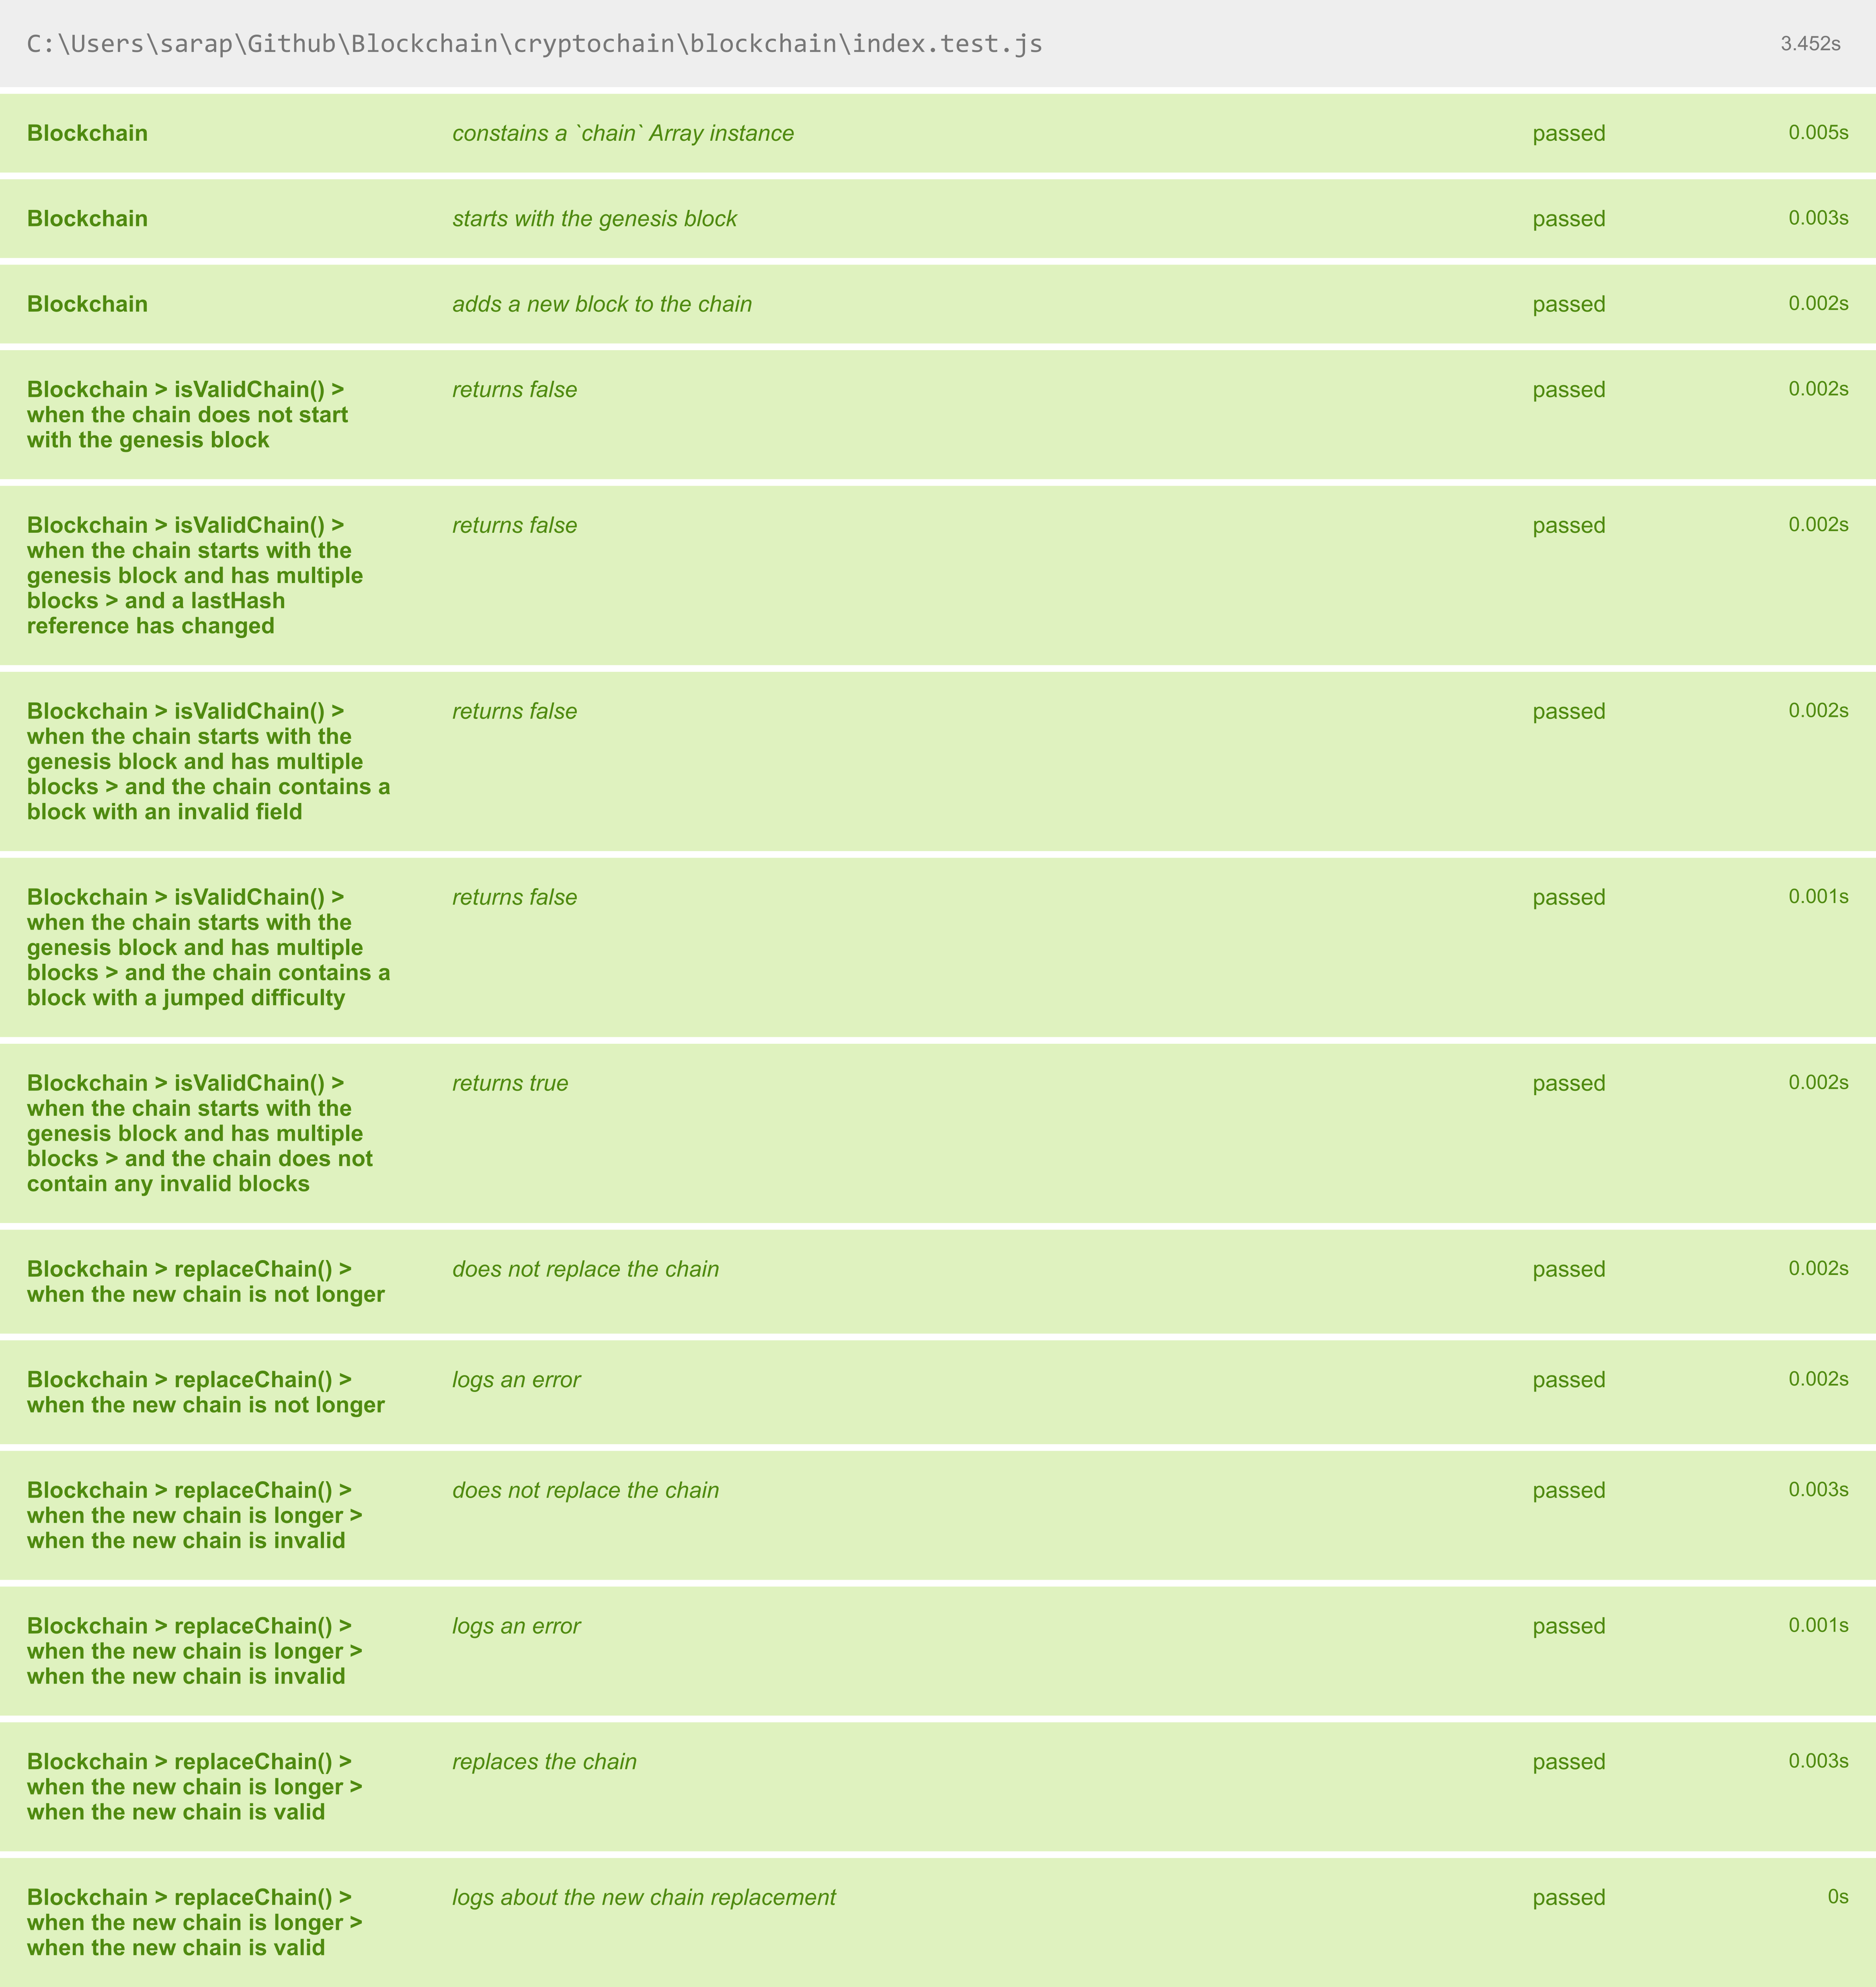 C:\Users\sarap\Github\Blockchain\cryptochain\blockchain\index.test.js 3.452s
Blockchain constains a `chain` Array instance passed 0.005s
Blockchain starts with the genesis block passed 0.003s
Blockchain adds a new block to the chain passed 0.002s
Blockchain > isValidChain() > returns false passed 0.002s
when the chain does not start
with the genesis block
Blockchain > isValidChain() > returns false passed 0.002s
when the chain starts with the
genesis block and has multiple
blocks > and a lastHash
reference has changed
Blockchain > isValidChain() > returns false passed 0.002s
when the chain starts with the
genesis block and has multiple
blocks > and the chain contains a
block with an invalid field
Blockchain > isValidChain() > returns false passed 0.001s
when the chain starts with the
genesis block and has multiple
blocks > and the chain contains a
block with a jumped difficulty
Blockchain > isValidChain() > returns true passed 0.002s
when the chain starts with the
genesis block and has multiple
blocks > and the chain does not
contain any invalid blocks
Blockchain > replaceChain() > does not replace the chain passed 0.002s
when the new chain is not longer
Blockchain > replaceChain() > logs an error passed 0.002s
when the new chain is not longer
Blockchain > replaceChain() > does not replace the chain passed 0.003s
when the new chain is longer >
when the new chain is invalid
Blockchain > replaceChain() > logs an error passed 0.001s
when the new chain is longer >
when the new chain is invalid
Blockchain > replaceChain() > replaces the chain passed 0.003s
when the new chain is longer >
when the new chain is valid
Blockchain > replaceChain() > logs about the new chain replacement passed 0s
when the new chain is longer >
when the new chain is valid